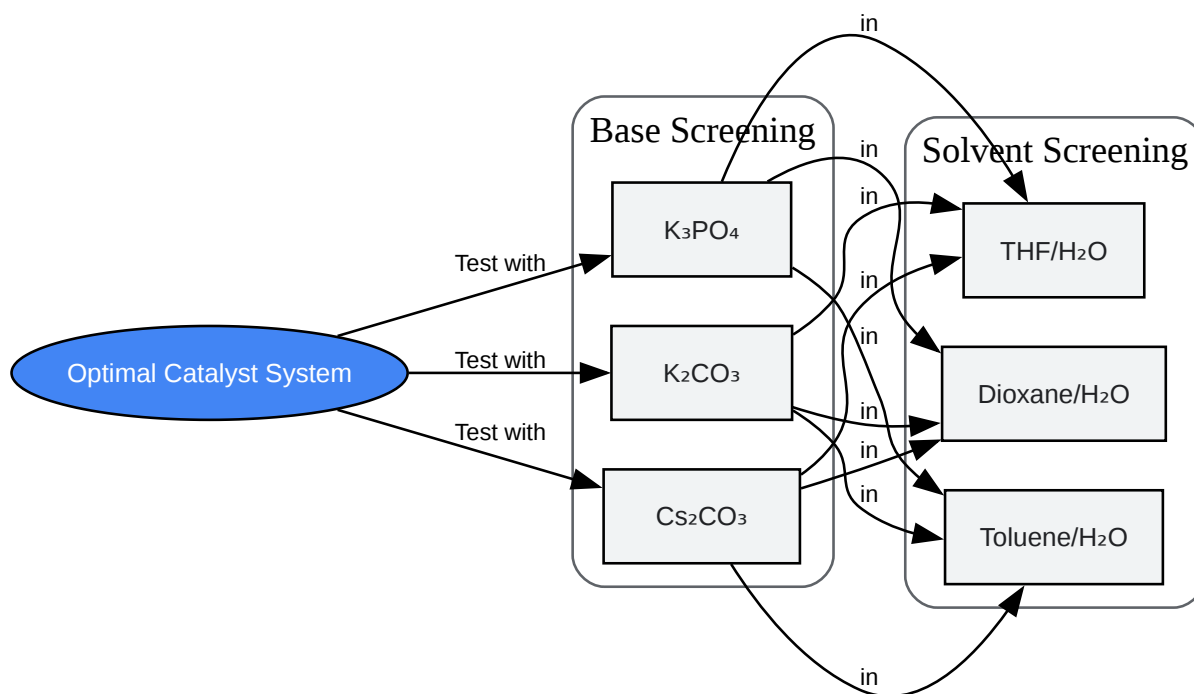 in
Base Screening
in
Solvent Screening
in
K₃PO₄
THF/H₂O
Test with
in
in
Optimal Catalyst System
Test with
K₂CO₃
Dioxane/H₂O
in
Test with
in
in
Cs₂CO₃
Toluene/H₂O
in